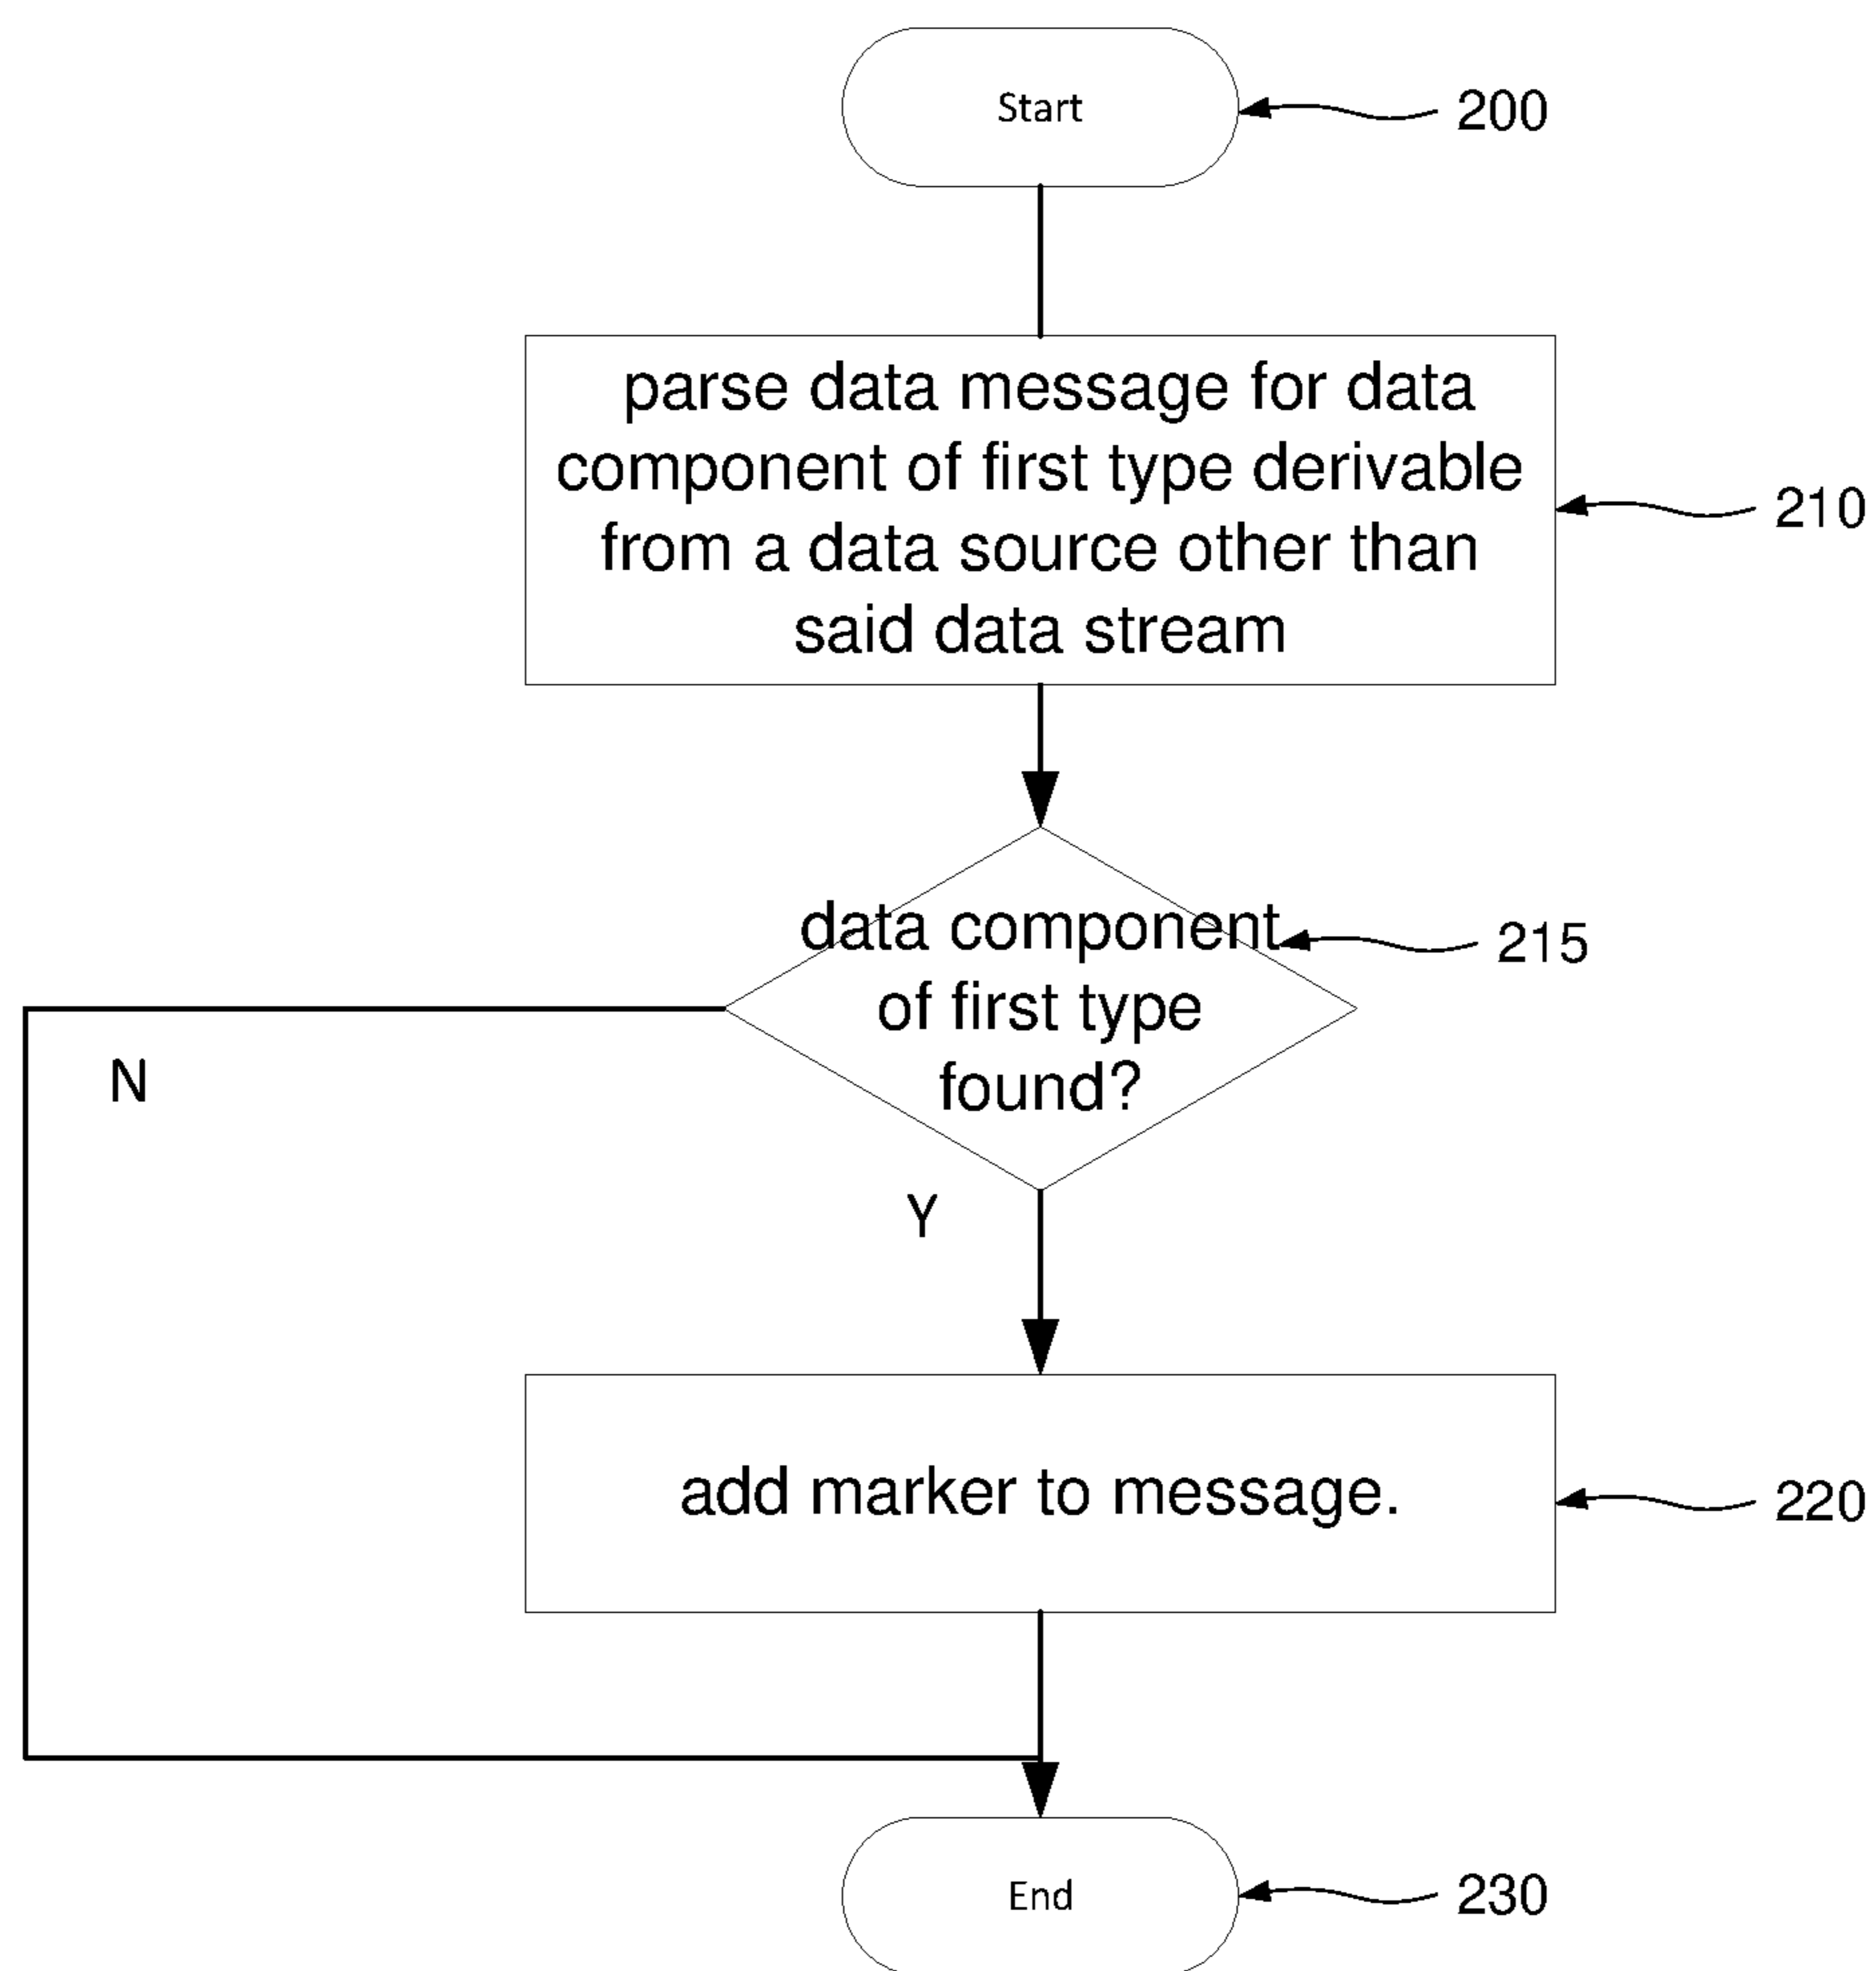 Start
200
parse data message for data
component of first type derivable
from a data source other than
said data stream
210
data component
of first type
found?
215
N
Y
add marker to message.
220
End
230